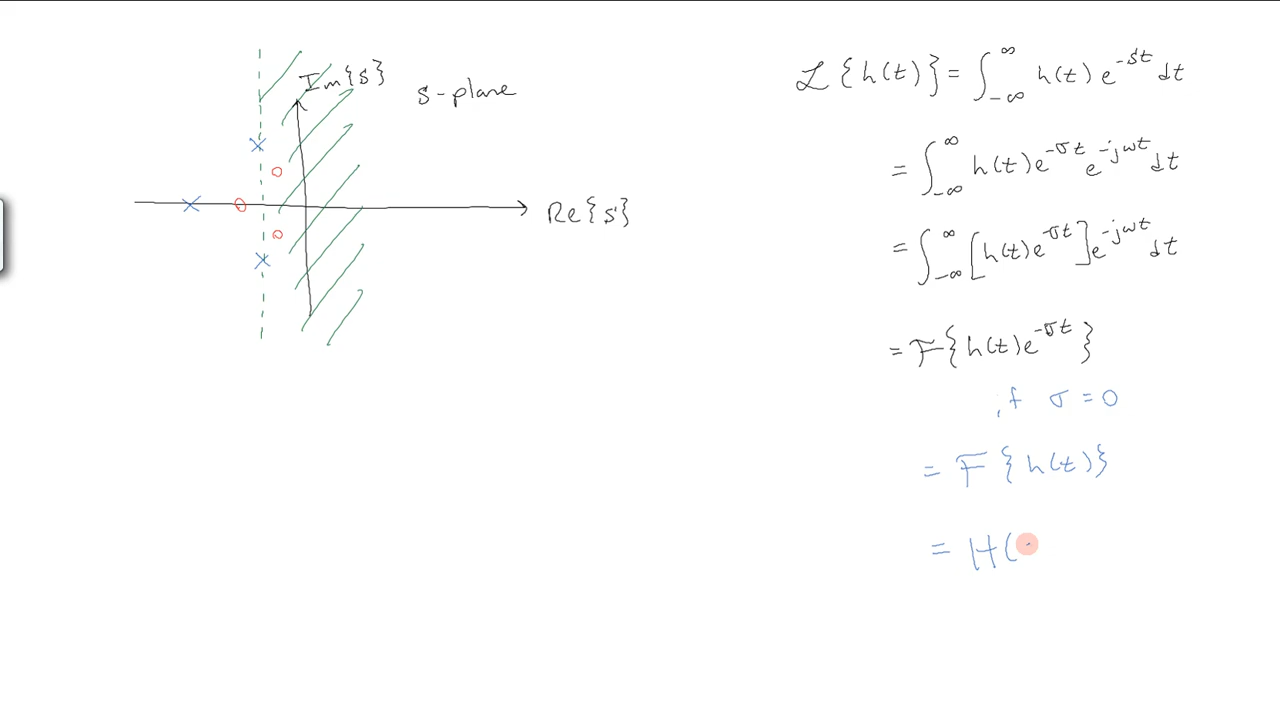 Im{s}
s-plane
Re{s}
ℒ{h(t)} = ∫_{-∞}^{∞} h(t) e^{-st} dt
= ∫_{-∞}^{∞} h(t) e^{-σt} e^{-jωt} dt
= ∫_{-∞}^{∞} [h(t) e^{-σt}] e^{-jωt} dt
= ℱ{h(t) e^{-σt}}
if σ = 0
= ℱ{h(t)}
= H(